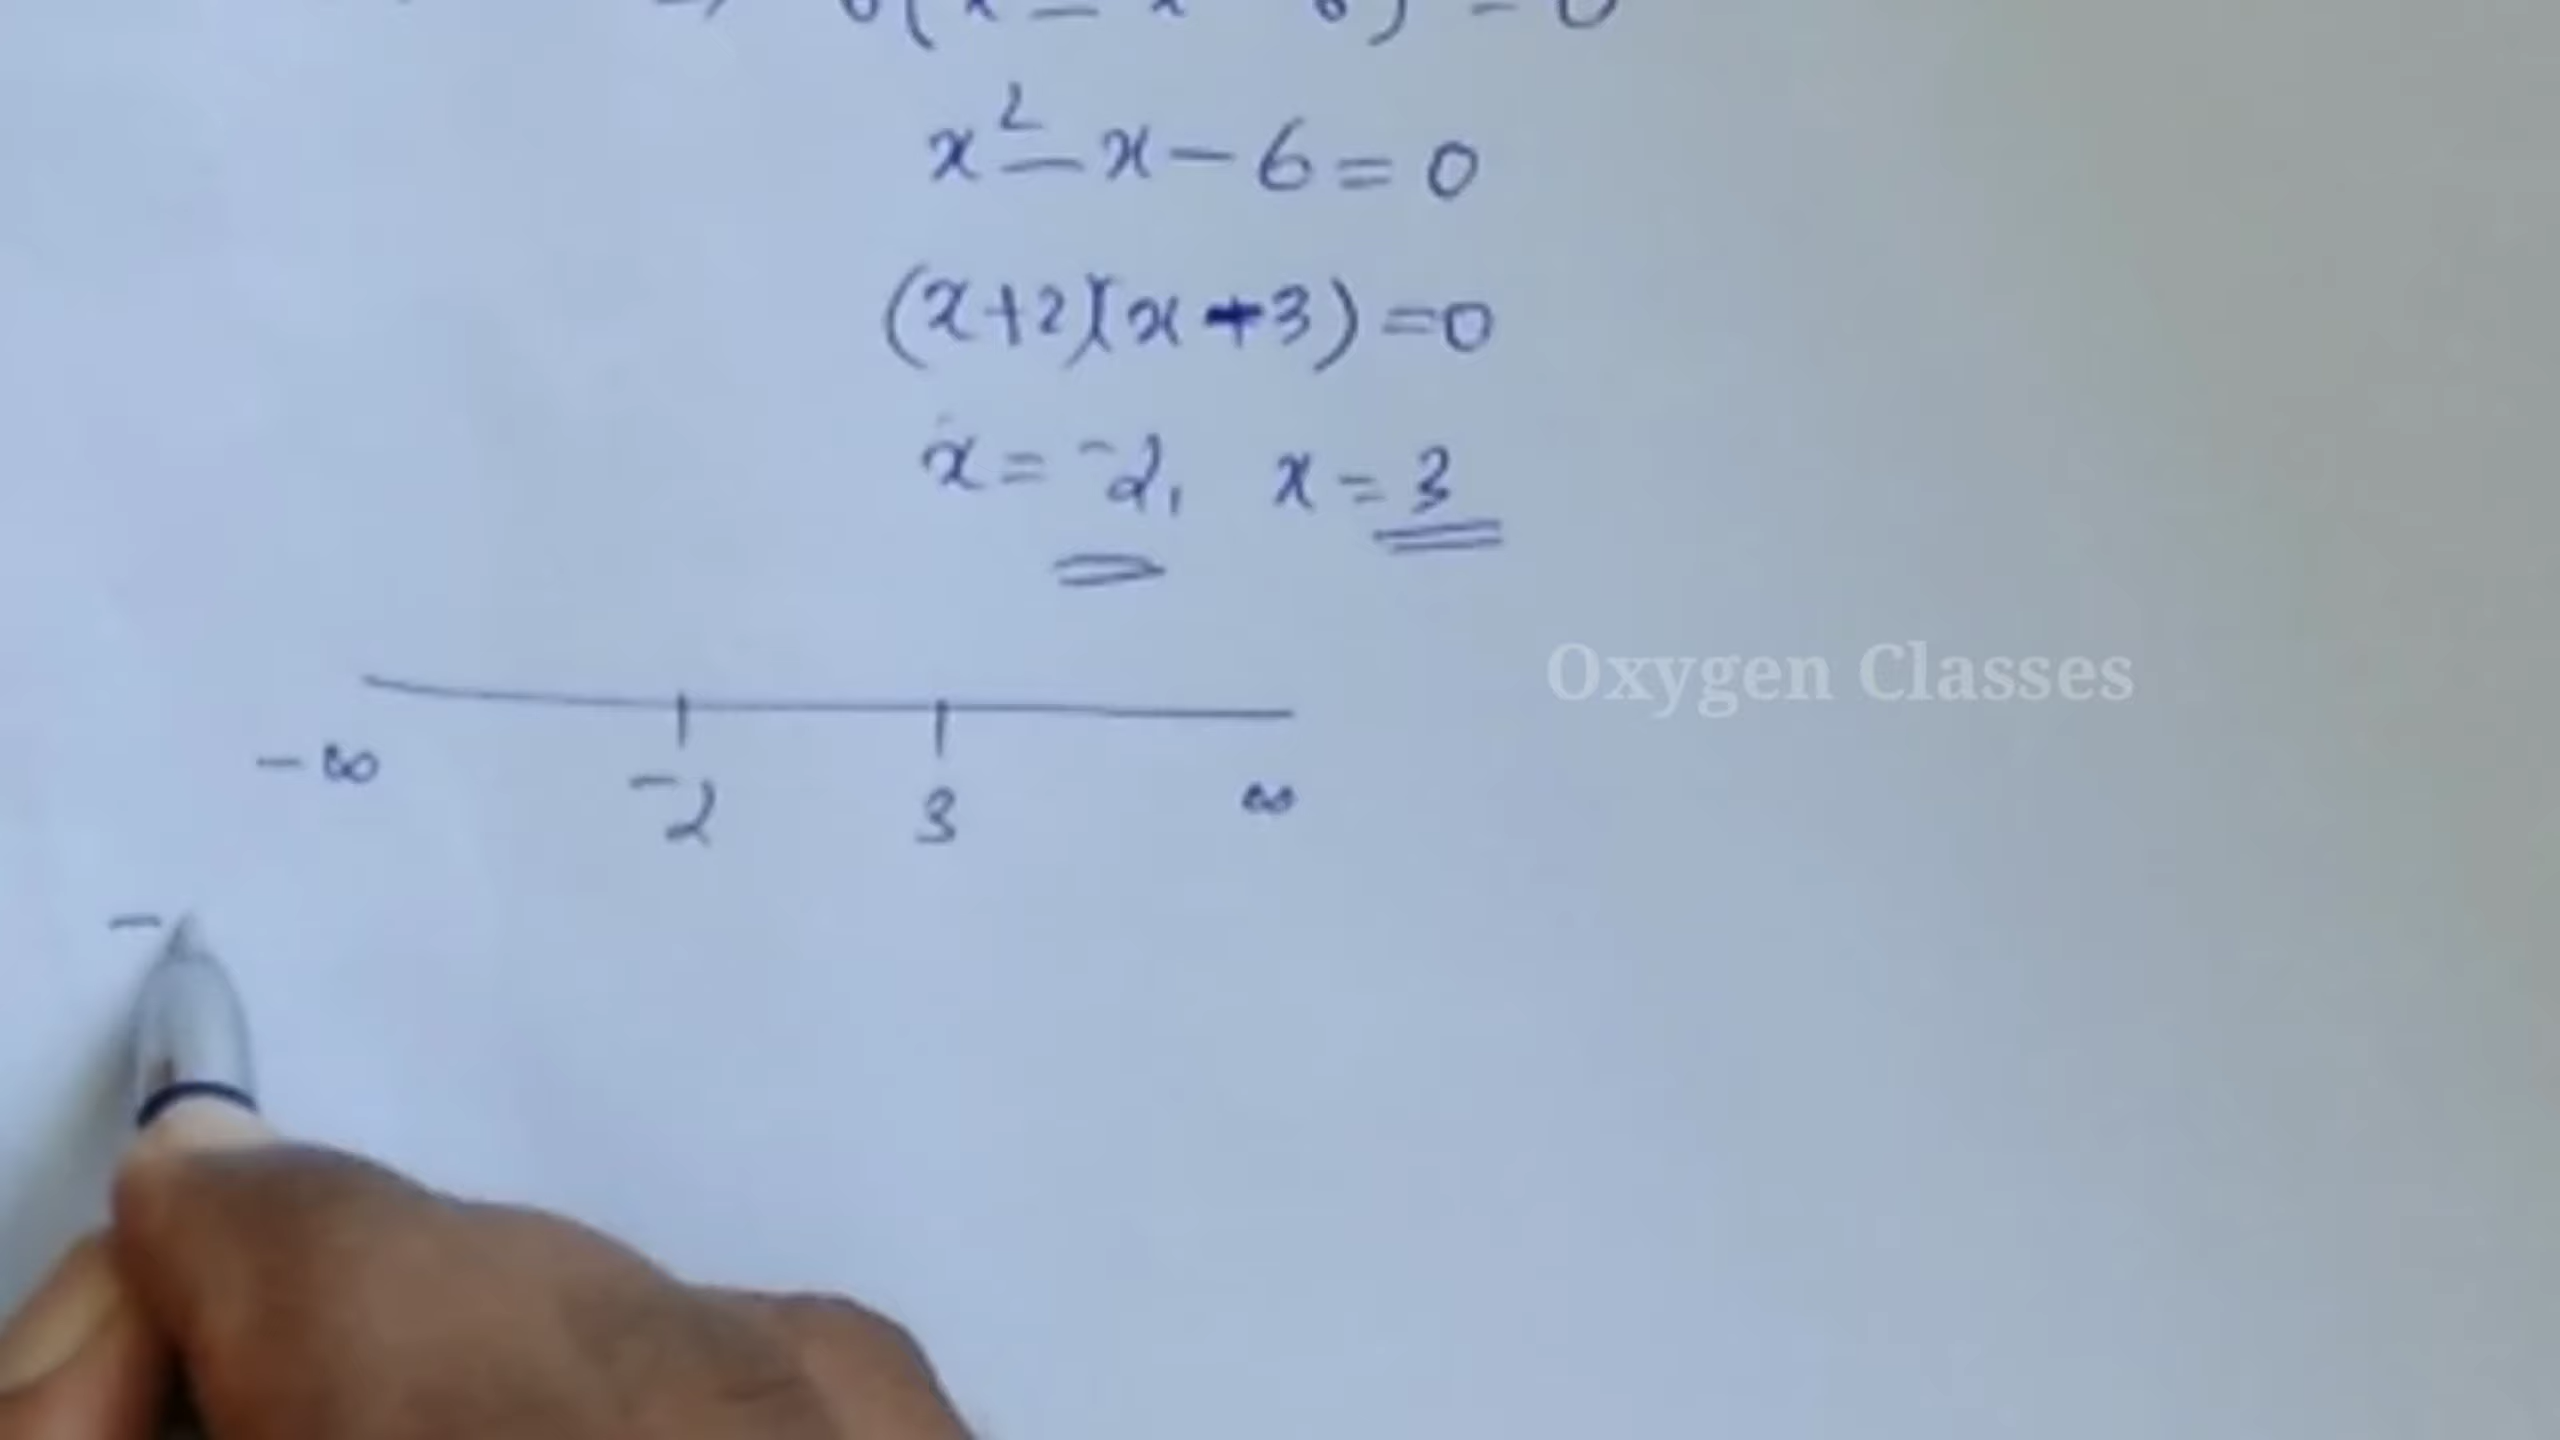 x² - x - 6 = 0
(x+2)(x-3) = 0
x = -2, x = 3
Oxygen Classes
-∞ -2 3 ∞
-